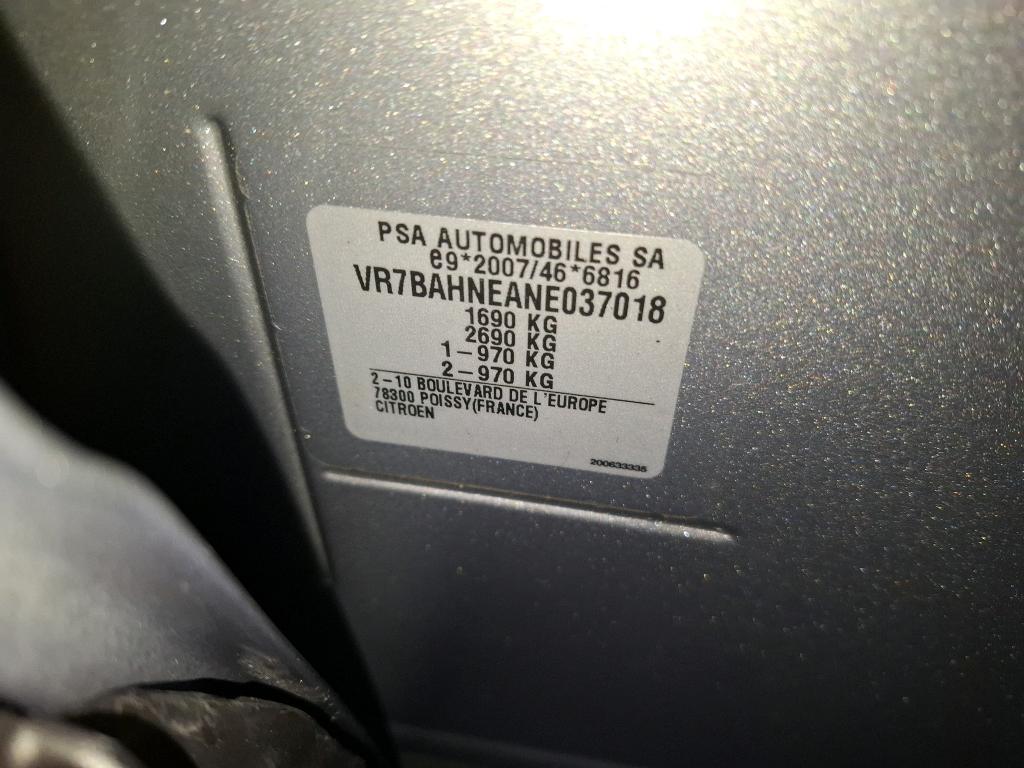 PSA AUTOMOBILES SA
e9*2007/46*6816
VR7BAHNEANE037018
1690 KG
2690 KG
1-970 KG
2-970 KG
2-10 BOULEVARD DE L'EUROPE
78300 POISSY(FRANCE)
CITROEN
200633335